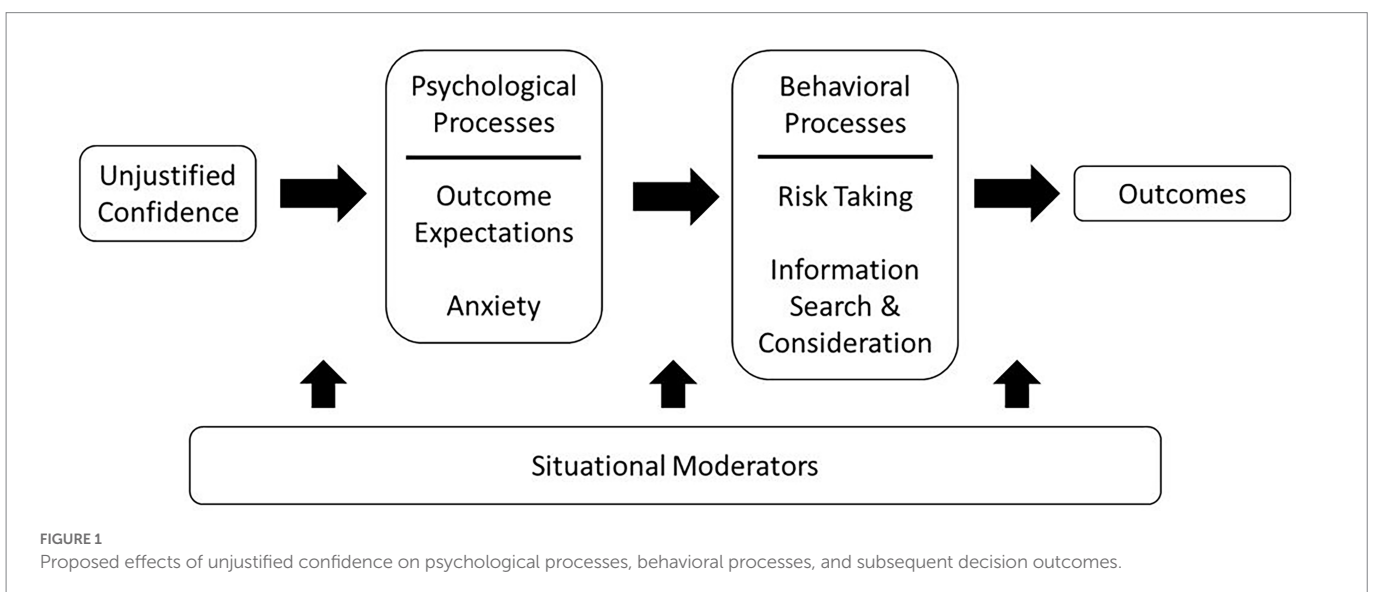 Unjustified
Confidence
Psychological
Processes
Outcome
Expectations
Anxiety
Behavioral
Processes
Risk Taking
Information
Search &
Consideration
Outcomes
Situational Moderators
FIGURE 1
Proposed effects of unjustified confidence on psychological processes, behavioral processes, and subsequent decision outcomes.